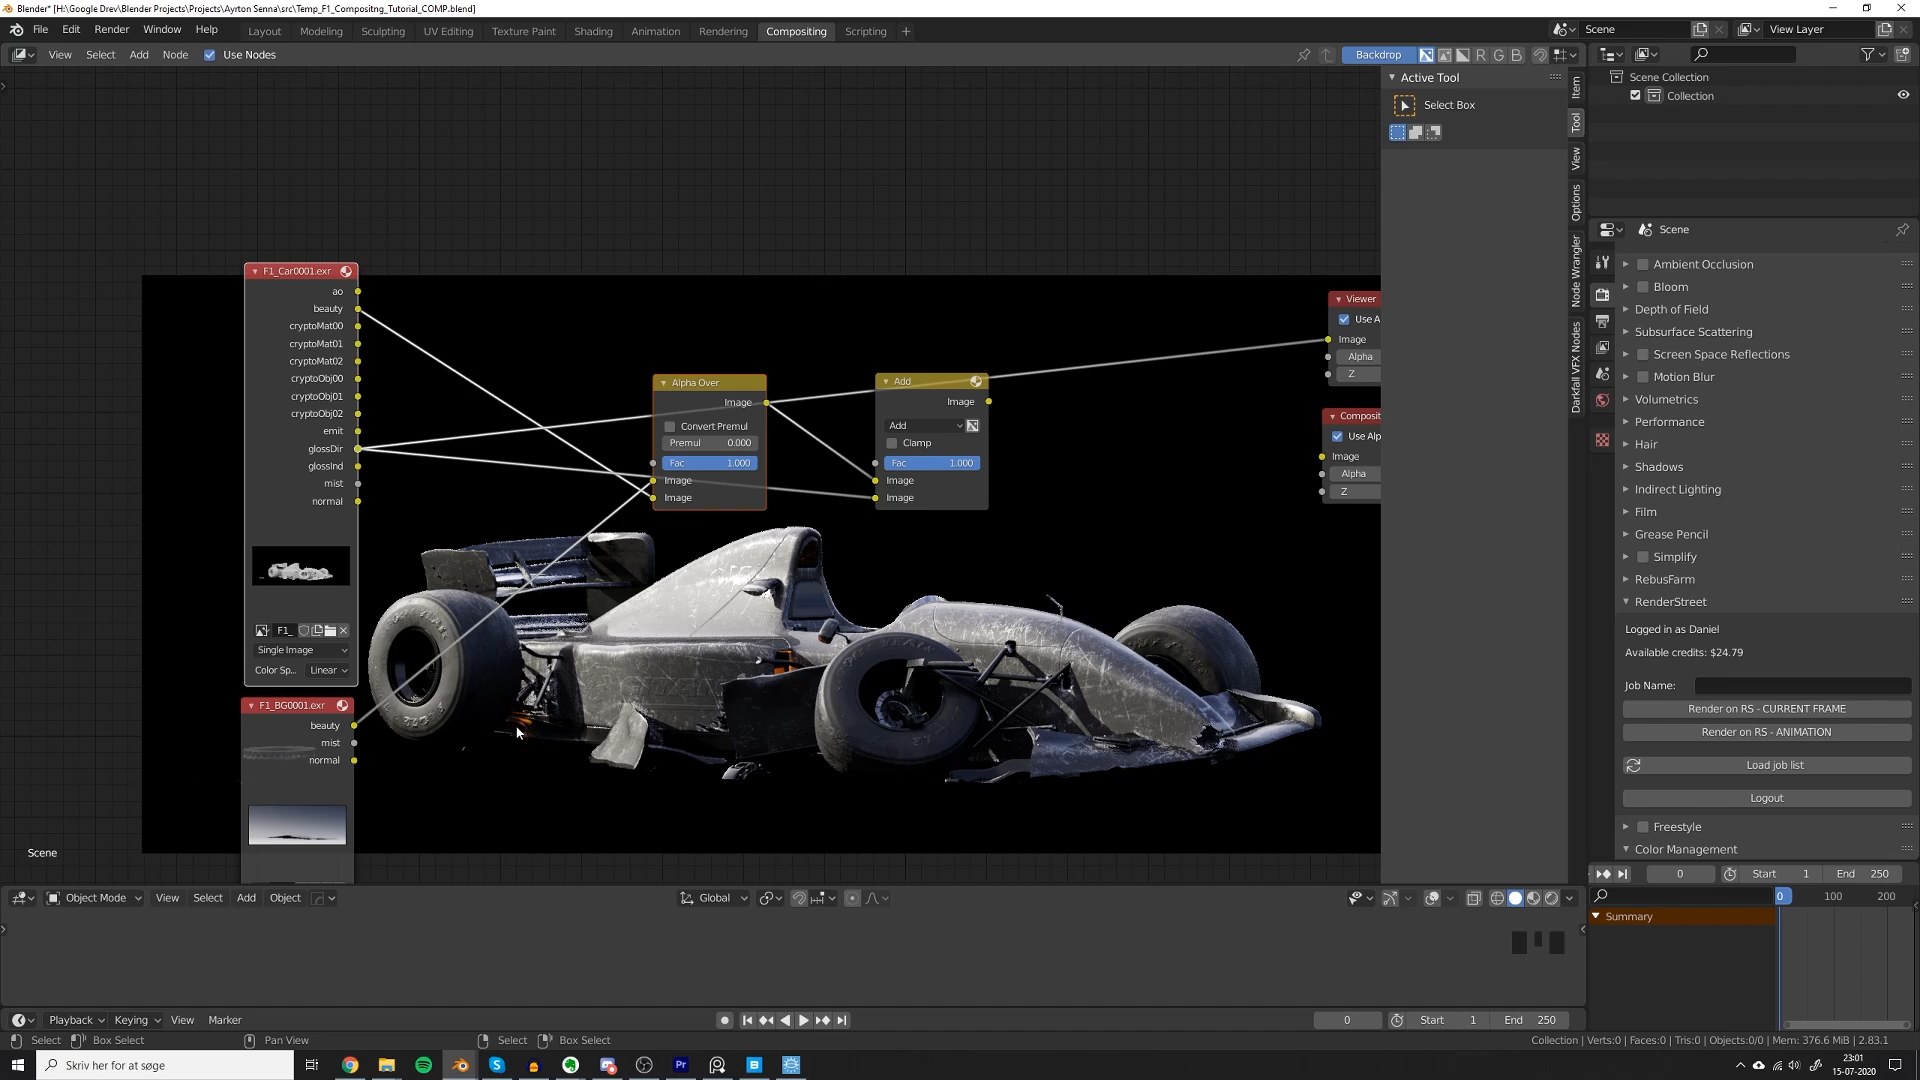 Blender* [H:\Google Drev\Blender Projects\Projects\Ayrton Senna\src\Temp_F1_Compositng_Tutorial_COMP.blend]
File Edit Render Window Help Layout Modeling Sculpting UV Editing Texture Paint Shading Animation Rendering Compositing Scripting + Scene View Layer
View Select Add Node Use Nodes Backdrop R G B
Active Tool
Select Box
Item
Tool
View
Options
Node Wrangler
Darkfall VFX Nodes
Scene Collection
Collection
Scene
Ambient Occlusion
Bloom
Depth of Field
Subsurface Scattering
Screen Space Reflections
Motion Blur
Volumetrics
Performance
Hair
Shadows
Indirect Lighting
Film
Grease Pencil
Simplify
RebusFarm
RenderStreet
Logged in as Daniel
Available credits: $24.79
Job Name:
Render on RS - CURRENT FRAME
Render on RS - ANIMATION
Load job list
Logout
Freestyle
Color Management
F1_Car0001.exr
ao
beauty
cryptoMat00
cryptoMat01
cryptoMat02
cryptoObj00
cryptoObj01
cryptoObj02
emit
glossDir
glossInd
mist
normal
F1_
Single Image
Color Sp... Linear
F1_BG0001.exr
beauty
mist
normal
Alpha Over
Image
Convert Premul
Premul 0.000
Fac 1.000
Image
Image
Add
Image
Add
Clamp
Fac 1.000
Image
Image
Viewer
Use A
Image
Alpha
Z
Composit
Use Alp
Image
Alpha
Z
Scene
Object Mode View Select Add Object Global
0 Start 1 End 250
0 100 200
Summary
Playback Keying View Marker 0 Start 1 End 250
Select Box Select Pan View Select Box Select Collection | Verts:0 | Faces:0 | Tris:0 | Objects:0/0 | Mem: 376.6 MiB | 2.83.1
Skriv her for at søge
23:01
15-07-2020